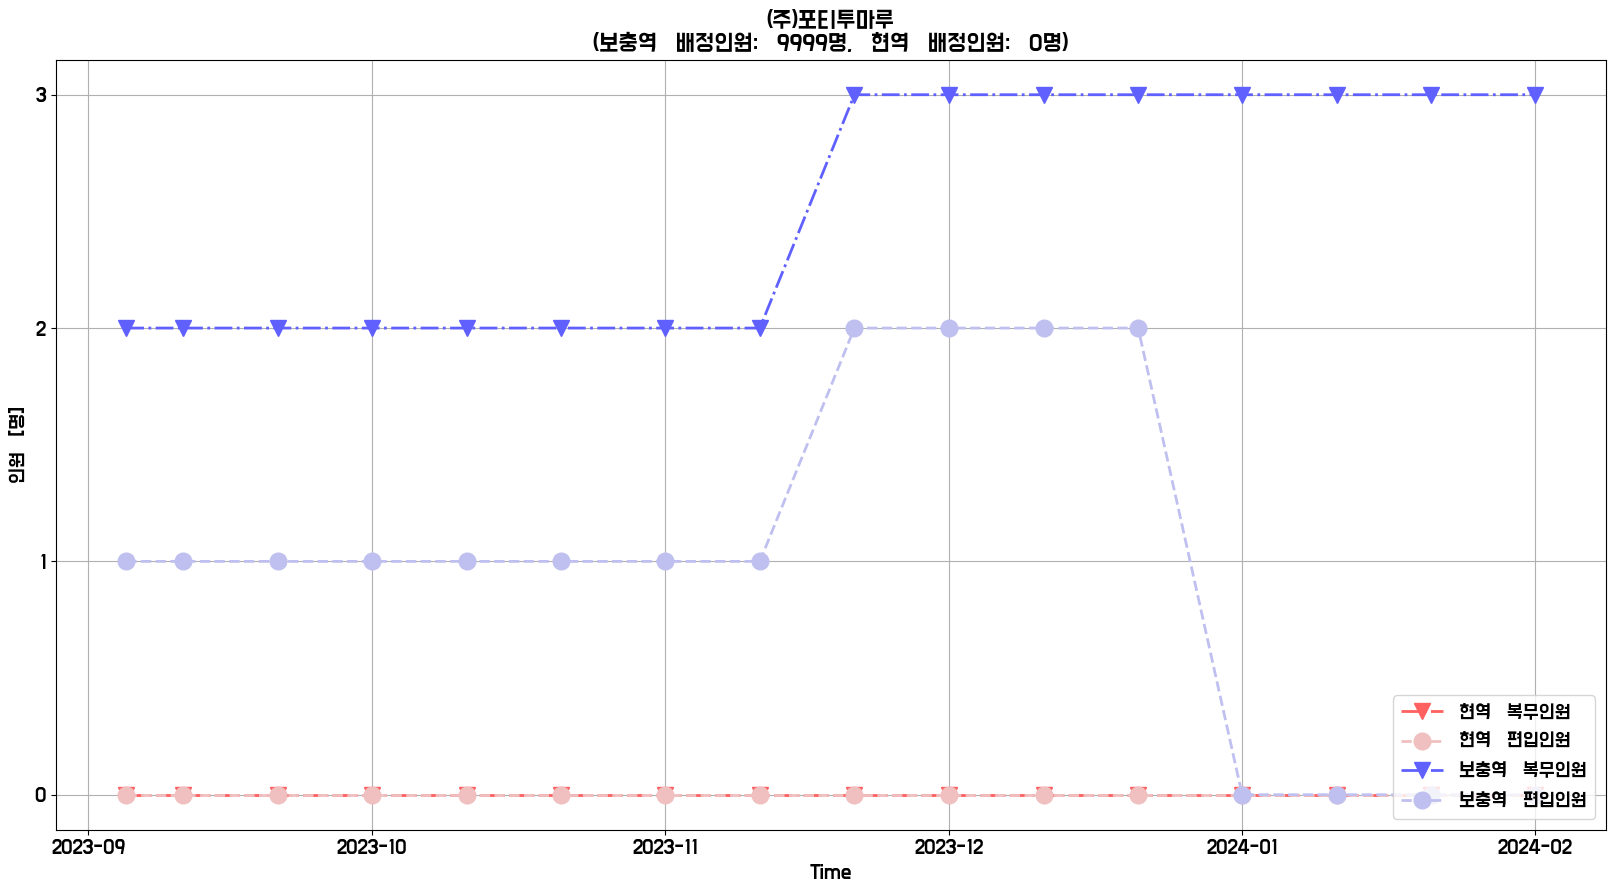 (주)포티투마루
(보충역 배정인원: 9999명, 현역 배정인원: 0명)
3
2
1
0
인원 [명]
현역 복무인원
현역 편입인원
보충역 복무인원
보충역 편입인원
2023-09 2023-10 2023-11 2023-12 2024-01 2024-02
Time